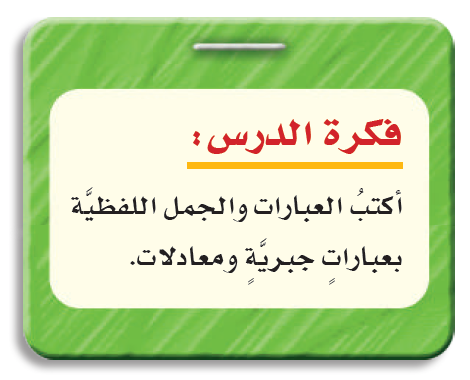 فكرة الدرس:
أكتبُ العبارات والجمل اللفظيَّة
بعباراتٍ جبريَّةٍ ومعادلات.